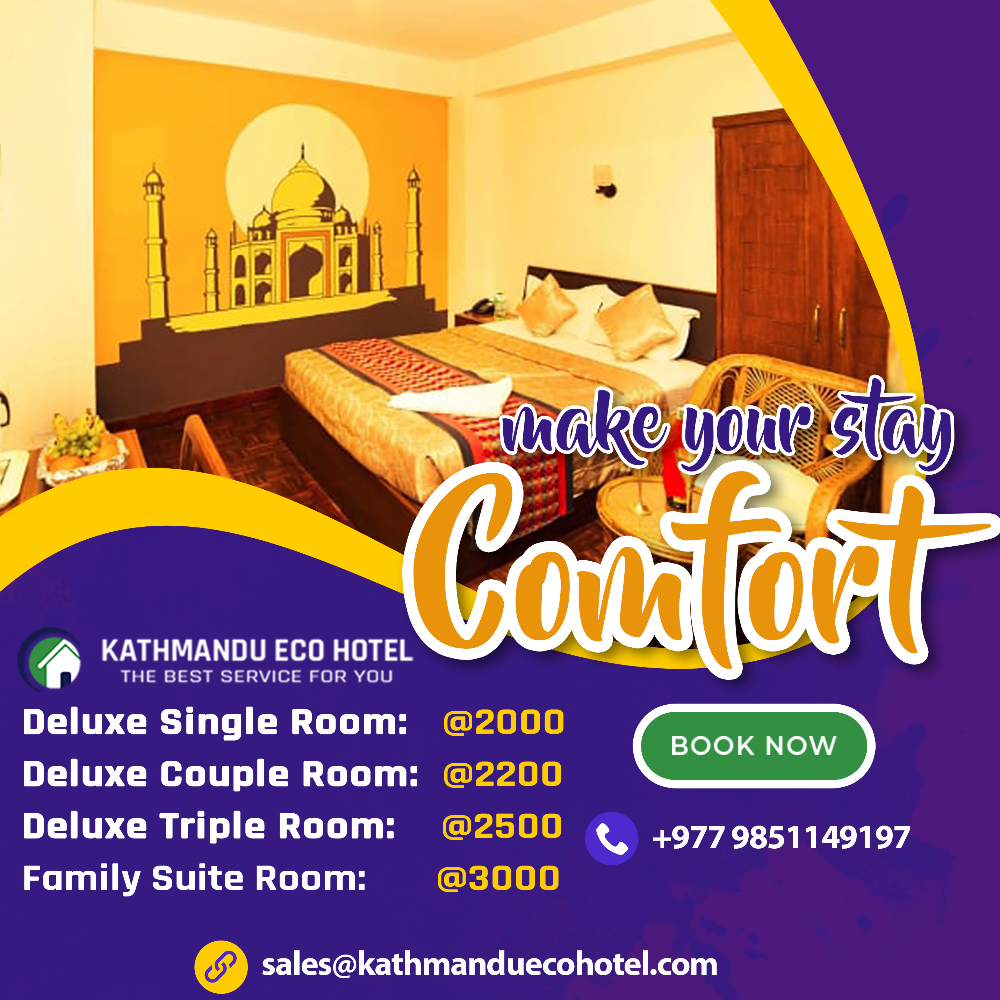 make your stay
Comfort
KATHMANDU ECO HOTEL
THE BEST SERVICE FOR YOU
Deluxe Single Room: @2000
Deluxe Couple Room: @2200
Deluxe Triple Room: @2500
Family Suite Room: @3000
BOOK NOW
+977 9851149197
sales@kathmanduecohotel.com